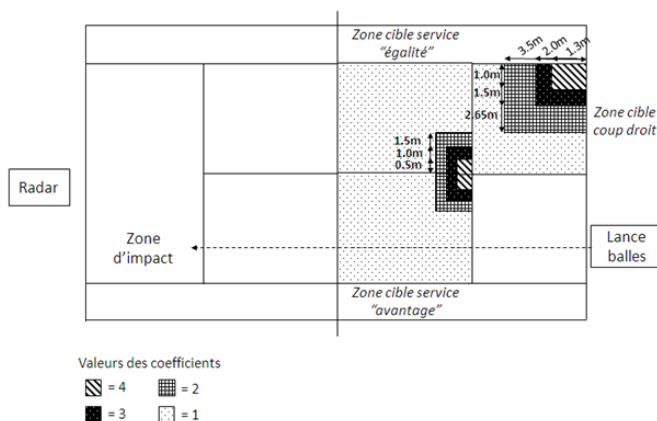 Zone cible service
"égalité"
3.5m
2.0m
1.3m
1.0m
1.5m
2.65m
Zone cible
coup droit
1.5m
1.0m
0.5m
Radar
Zone
d'impact
Lance
balles
Zone cible service
"avantage"
Valeurs des coefficients
= 4
= 2
= 3
= 1